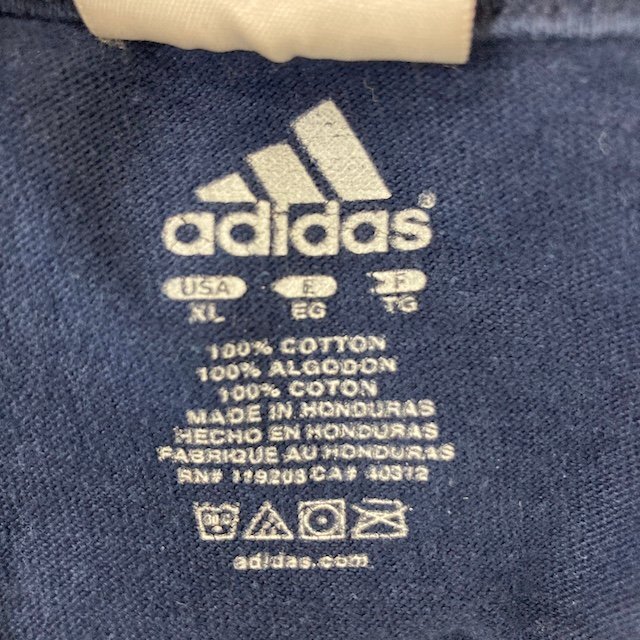 adidas®
USA E F
XL EG TG
100% COTTON
100% ALGODON
100% COTON
MADE IN HONDURAS
HECHO EN HONDURAS
FABRIQUE AU HONDURAS
RN# 119203 CA# 40312
adidas.com